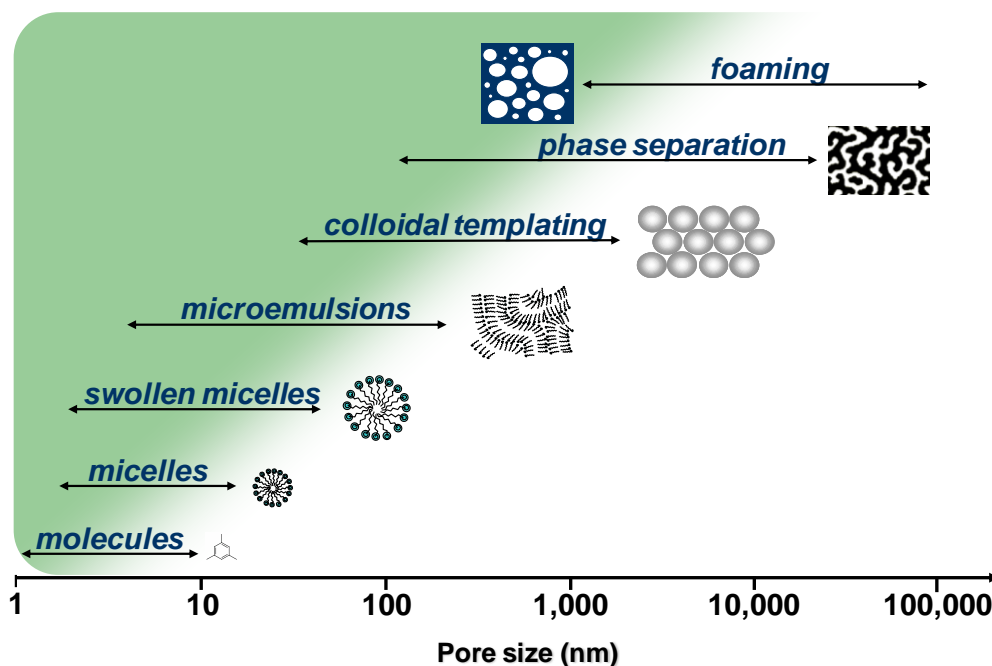 foaming
phase separation
colloidal templating
microemulsions
swollen micelles
micelles
molecules
1 10 100 1,000 10,000 100,000
Pore size (nm)